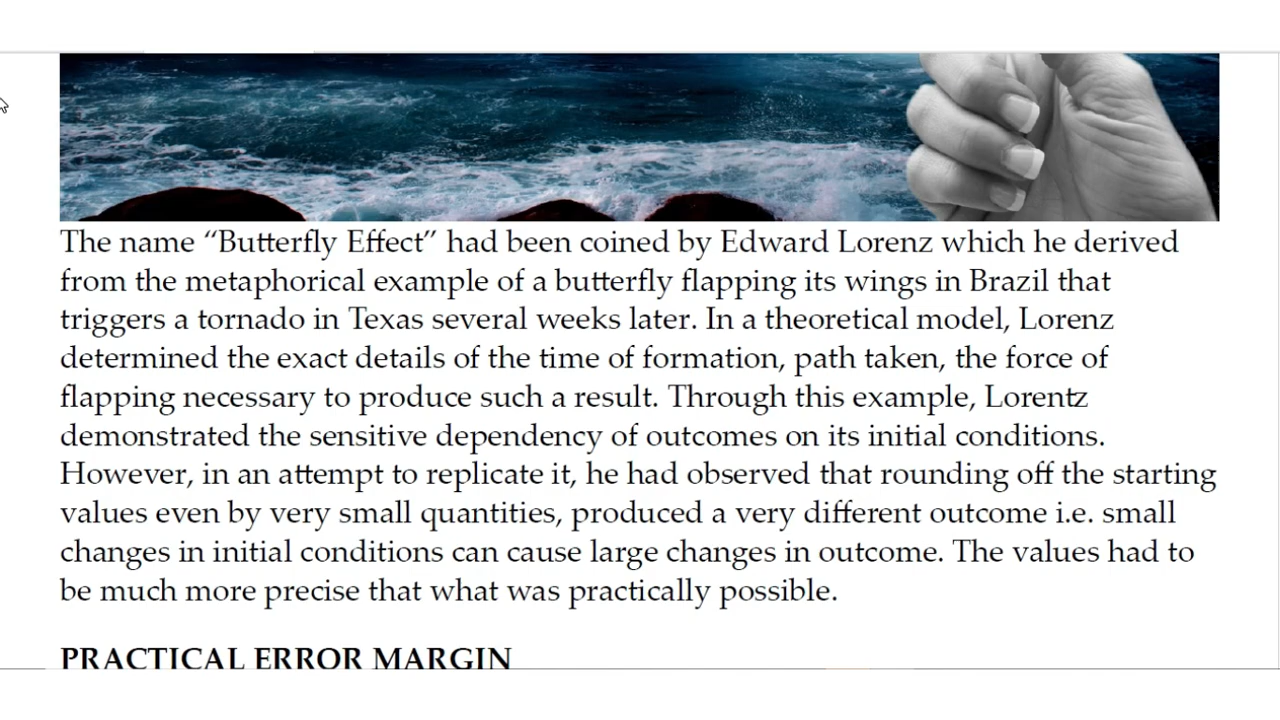 The name “Butterfly Effect” had been coined by Edward Lorenz which he derived
from the metaphorical example of a butterfly flapping its wings in Brazil that
triggers a tornado in Texas several weeks later. In a theoretical model, Lorenz
determined the exact details of the time of formation, path taken, the force of
flapping necessary to produce such a result. Through this example, Lorentz
demonstrated the sensitive dependency of outcomes on its initial conditions.
However, in an attempt to replicate it, he had observed that rounding off the starting
values even by very small quantities, produced a very different outcome i.e. small
changes in initial conditions can cause large changes in outcome. The values had to
be much more precise that what was practically possible.
PRACTICAL ERROR MARGIN